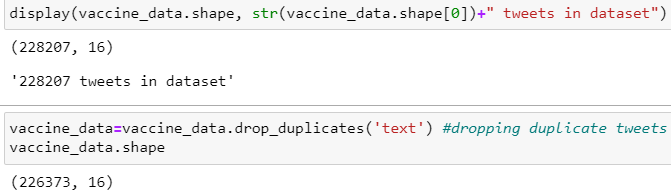 display(vaccine_data.shape, str(vaccine_data.shape[0])+" tweets in dataset")
(228207, 16)
'228207 tweets in dataset'
vaccine_data=vaccine_data.drop_duplicates('text') #dropping duplicate tweets
vaccine_data.shape
(226373, 16)